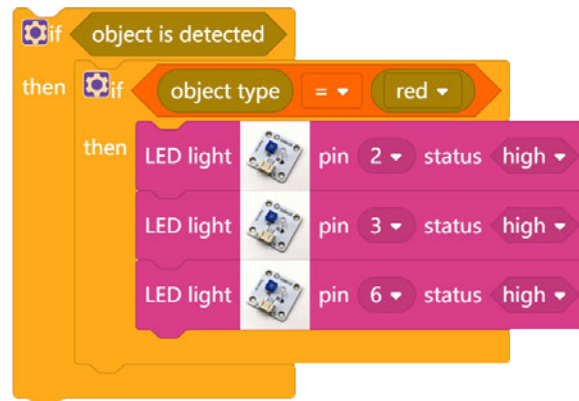 if object is detected
then if object type = red
then LED light pin 2 status high
LED light pin 3 status high
LED light pin 6 status high